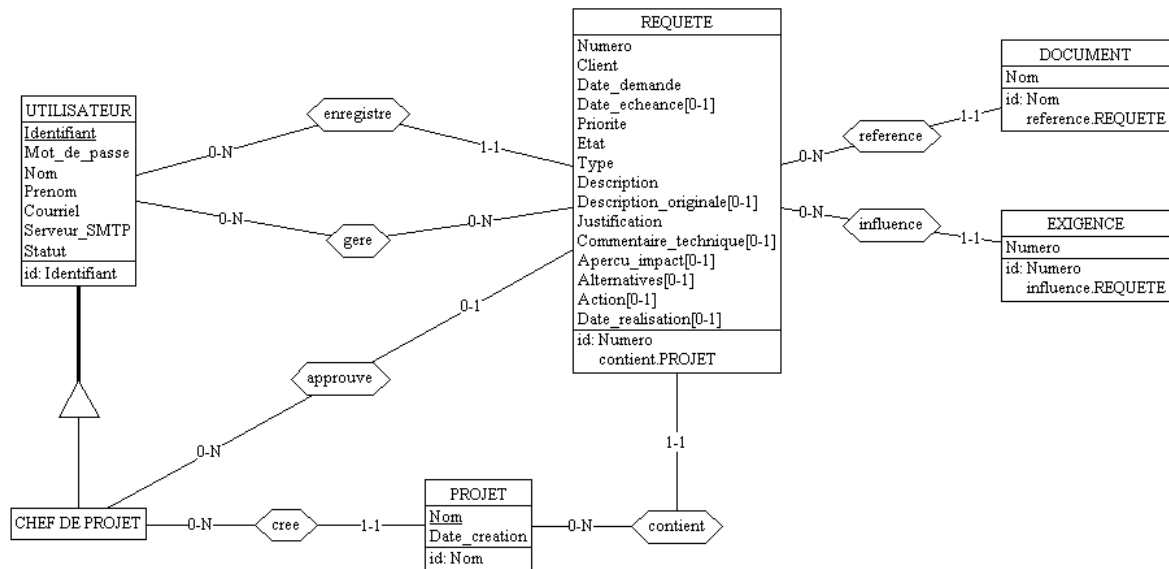 REQUETE
Numero
Client
Date_demande
Date_echeance[0-1]
Priorite
Etat
Type
Description
Description_originale[0-1]
Justification
Commentaire_technique[0-1]
Apercu_impact[0-1]
Alternatives[0-1]
Action[0-1]
Date_realisation[0-1]
id: Numero
contient.PROJET
DOCUMENT
Nom
id: Nom
reference.REQUETE
UTILISATEUR
Identifiant
Mot_de_passe
Nom
Prenom
Courriel
Serveur_SMTP
Statut
id: Identifiant
enregistre
0-N
1-1
gere
0-N
0-N
reference
0-N
1-1
influence
0-N
1-1
EXIGENCE
Numero
id: Numero
influence.REQUETE
0-1
approuve
0-N
1-1
CHEF DE PROJET
0-N
cree
1-1
PROJET
Nom
Date_creation
id: Nom
0-N
contient